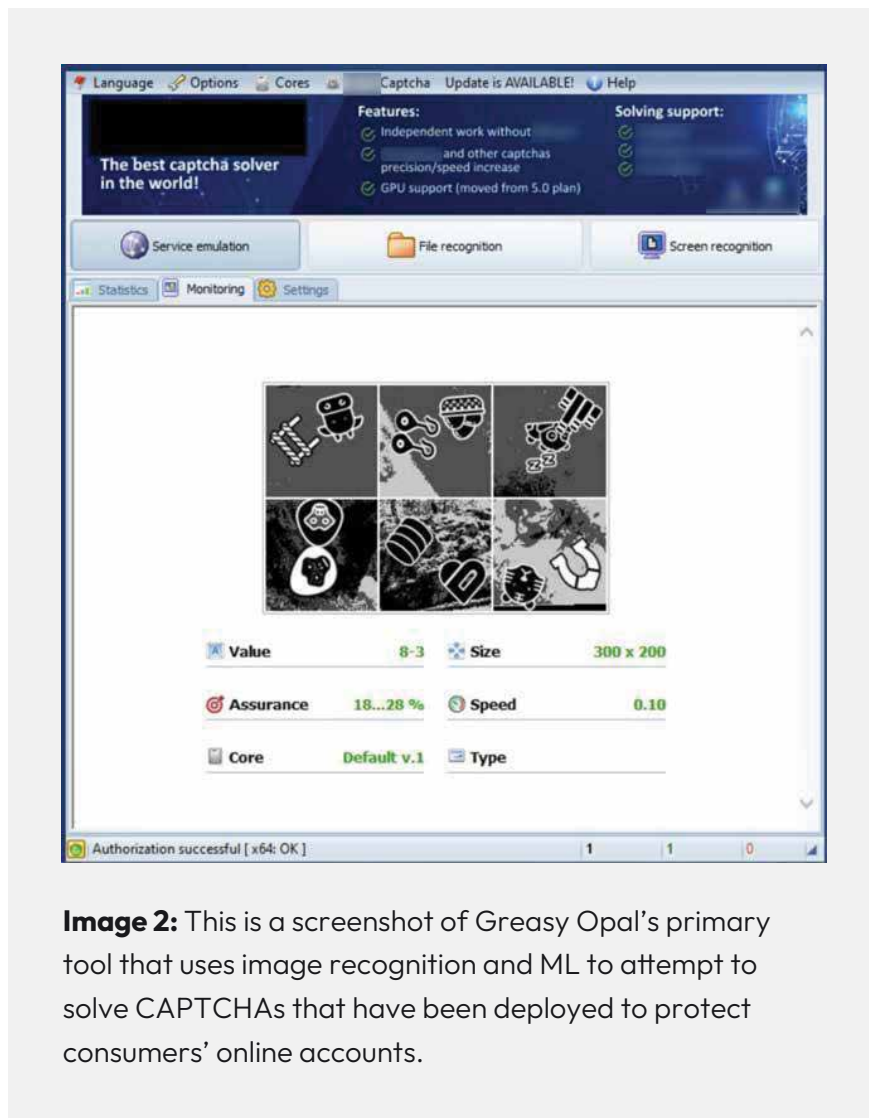 Language Options Cores Captcha Update is AVAILABLE! Help
The best captcha solver
in the world!
Features:
Independent work without
and other captchas
precision/speed increase
GPU support (moved from 5.0 plan)
Solving support:
Service emulation File recognition Screen recognition
Statistics Monitoring Settings
zz
Value 8-3 Size 300 x 200
Assurance 18...28 % Speed 0.10
Core Default v.1 Type
Authorization successful [ x64: OK ] 1 1 0
Image 2: This is a screenshot of Greasy Opal’s primary
tool that uses image recognition and ML to attempt to
solve CAPTCHAs that have been deployed to protect
consumers’ online accounts.